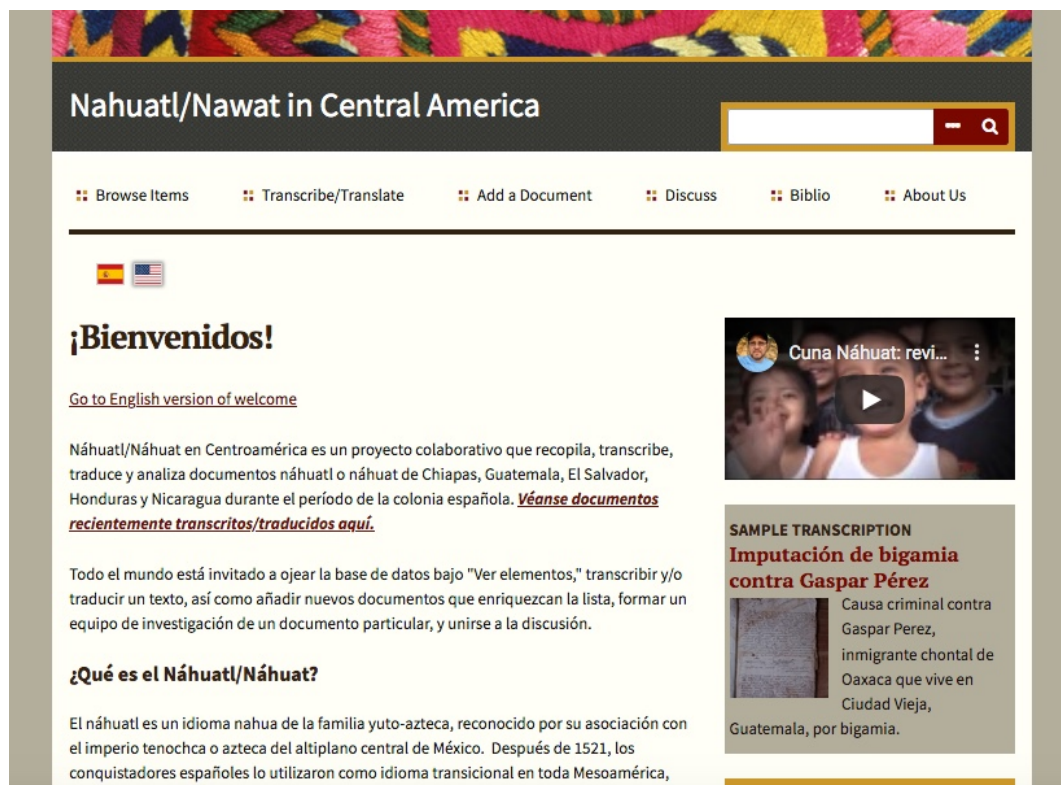 Nahuatl/Nawat in Central America
Browse Items
Transcribe/Translate
Add a Document
Discuss
Biblio
About Us
¡Bienvenidos!
Go to English version of welcome
Náhuatl/Náhuat en Centroamérica es un proyecto colaborativo que recopila, transcribe,
traduce y analiza documentos náhuatl o náhuat de Chiapas, Guatemala, El Salvador,
Honduras y Nicaragua durante el período de la colonia española. Véanse documentos
recientemente transcritos/traducidos aquí.
Todo el mundo está invitado a ojear la base de datos bajo "Ver elementos," transcribir y/o
traducir un texto, así como añadir nuevos documentos que enriquezcan la lista, formar un
equipo de investigación de un documento particular, y unirse a la discusión.
¿Qué es el Náhuatl/Náhuat?
El náhuatl es un idioma nahua de la familia yuto-azteca, reconocido por su asociación con
el imperio tenochca o azteca del altiplano central de México. Después de 1521, los
conquistadores españoles lo utilizaron como idioma transicional en toda Mesoamérica,
Cuna Náhuat: revi...
SAMPLE TRANSCRIPTION
Imputación de bigamia
contra Gaspar Pérez
Causa criminal contra
Gaspar Perez,
inmigrante chontal de
Oaxaca que vive en
Ciudad Vieja,
Guatemala, por bigamia.